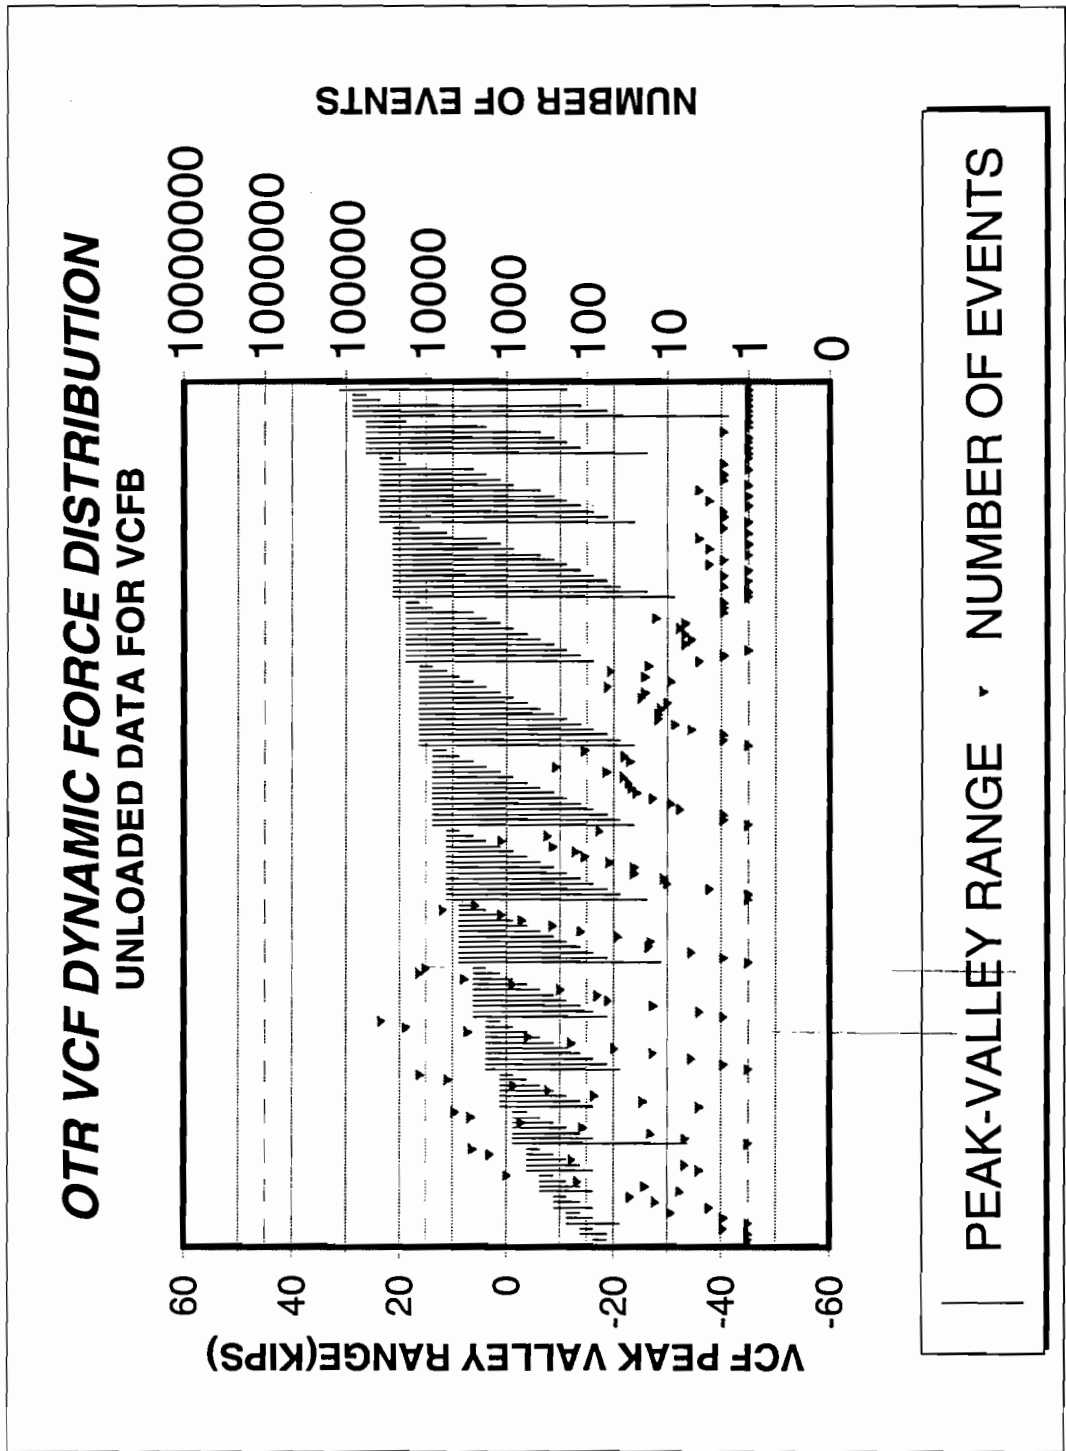 OTR VCF DYNAMIC FORCE DISTRIBUTION
UNLOADED DATA FOR VCFB
VCF PEAK VALLEY RANGE(KIPS)
60
40
20
0
-20
-40
-60
10000000
1000000
100000
10000
1000
100
10
1
0
NUMBER OF EVENTS
PEAK-VALLEY RANGE
NUMBER OF EVENTS